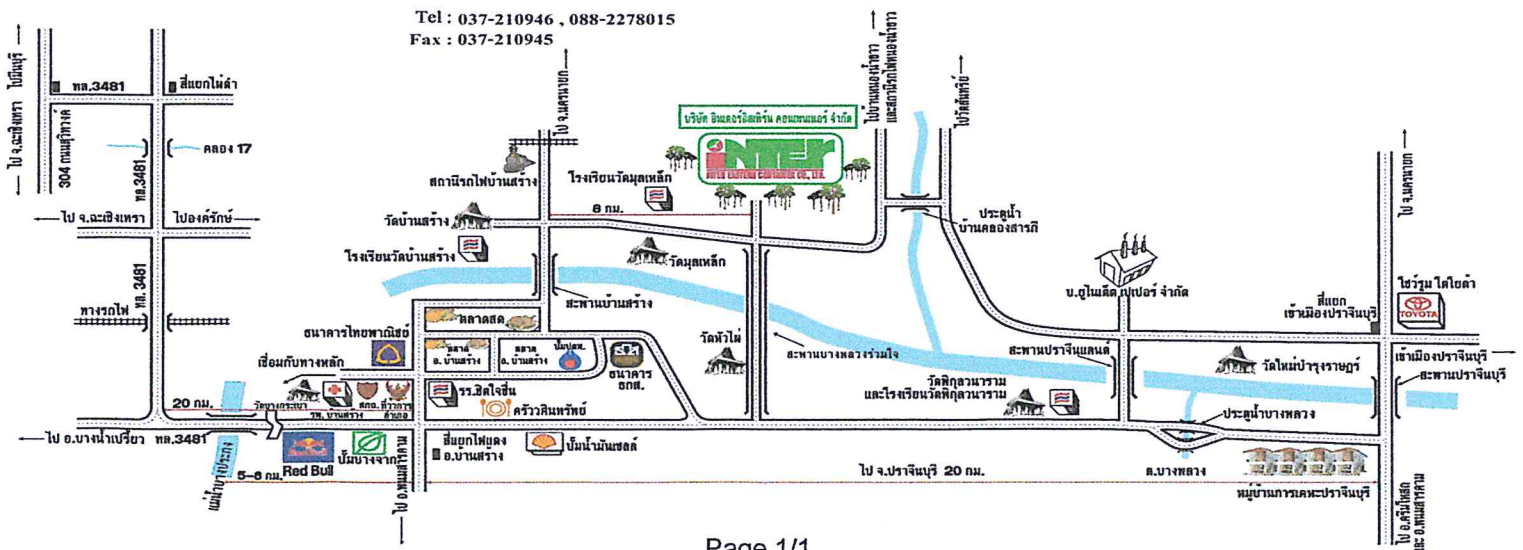 Tel : 037-210946 , 088-2278015
Fax : 037-210945
ไป จ.ฉะเชิงเทรา
ไปมีนบุรี
ทล.3481
สี่แยกไผ่ดำ
304 ถนนสุวิทวงศ์
ทล.3481
คลอง 17
ไป จ.ฉะเชิงเทรา
ไปองครักษ์
ทล. 3481
ทางรถไฟ
ไป จ.นครนายก
สถานีรถไฟบ้านสร้าง
วัดบ้านสร้าง
โรงเรียนวัดบ้านสร้าง
บริษัท อินเตอร์อีสเทิร์น คอนเทนเนอร์ จำกัด
iNTER
INTER EASTERN CONTAINER CO., LTD.
โรงเรียนวัดมูลเหล็ก
8 กม.
วัดมูลเหล็ก
ไปบ้านหนองน้ำขาว
และสถานีรถไฟหนองน้ำขาว
ไปวัดสันทรีย์
ประตูน้ำ
บ้านคลองสารภี
บ.ยูไนเต็ด เปเปอร์ จำกัด
ไป จ.นครนายก
สี่แยก
เข้าเมืองปราจีนบุรี
โชว์รูม โตโยต้า
TOYOTA
เข้าเมืองปราจีนบุรี
สะพานปราจีนบุรี
สะพานบ้านสร้าง
ตลาดสด
ธนาคารไทยพาณิชย์
ตลาด
อ.บ้านสร้าง
ตลาด
อ.บ้านสร้าง
ปั๊มปตท.
ธนาคาร
ธกส.
วัดหัวไผ่
สะพานบางพลวงร่วมใจ
สะพานปราจีนแลนด์
วัดใหม่บำรุงราษฎร์
เชื่อมกับทางหลัก
วัดบางกระเบา
รพ. บ้านสร้าง
สภอ.
ที่ว่าการ
อำเภอ
รร.ฮิตใจชื่น
ครัวสินทรัพย์
วัดพิกุลวนาราม
และโรงเรียนวัดพิกุลวนาราม
ประตูน้ำบางพลวง
20 กม.
ไป อ.บางน้ำเปรี้ยว
ทล.3481
แม่น้ำบางปะกง
5-6 กม.
Red Bull
ปั๊มบางจาก
ไป อ.พนมสารคาม
สี่แยกไฟแดง
อ.บ้านสร้าง
ปั๊มน้ำมันเชลล์
ไป จ.ปราจีนบุรี 20 กม.
ต.บางพลวง
หมู่บ้านการเคหะปราจีนบุรี
ไป อ.ศรีมโหสถ
และ อ.พนมสารคาม
Page 1/1